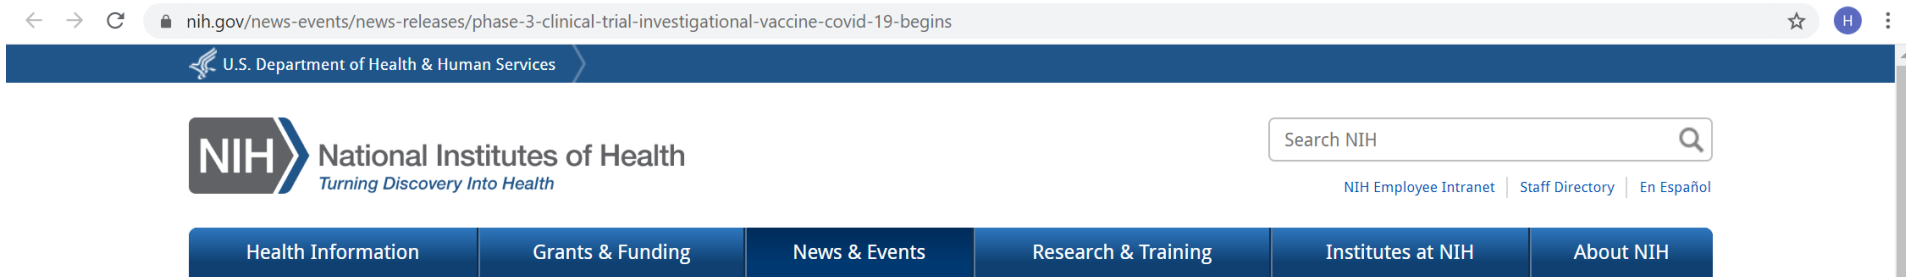 nih.gov/news-events/news-releases/phase-3-clinical-trial-investigational-vaccine-covid-19-begins
H
U.S. Department of Health & Human Services
NIH
National Institutes of Health
Turning Discovery Into Health
Search NIH
NIH Employee Intranet
Staff Directory
En Español
Health Information
Grants & Funding
News & Events
Research & Training
Institutes at NIH
About NIH